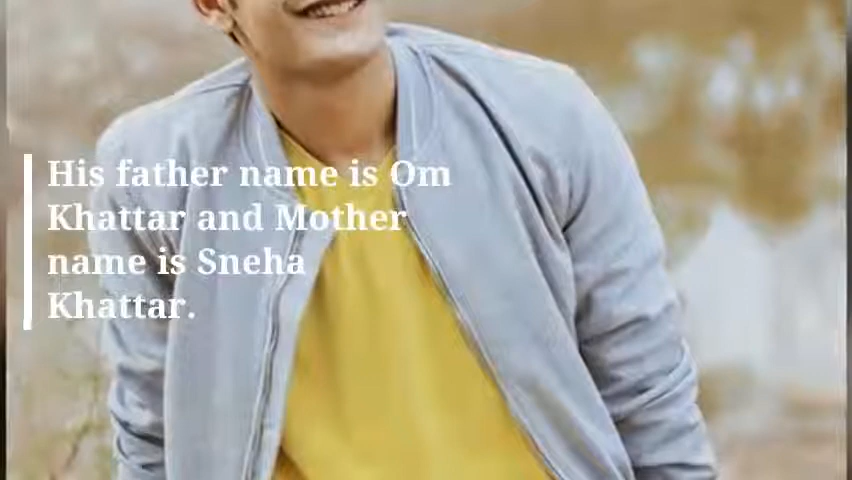 His father name is Om
Khattar and Mother
name is Sneha
Khattar.